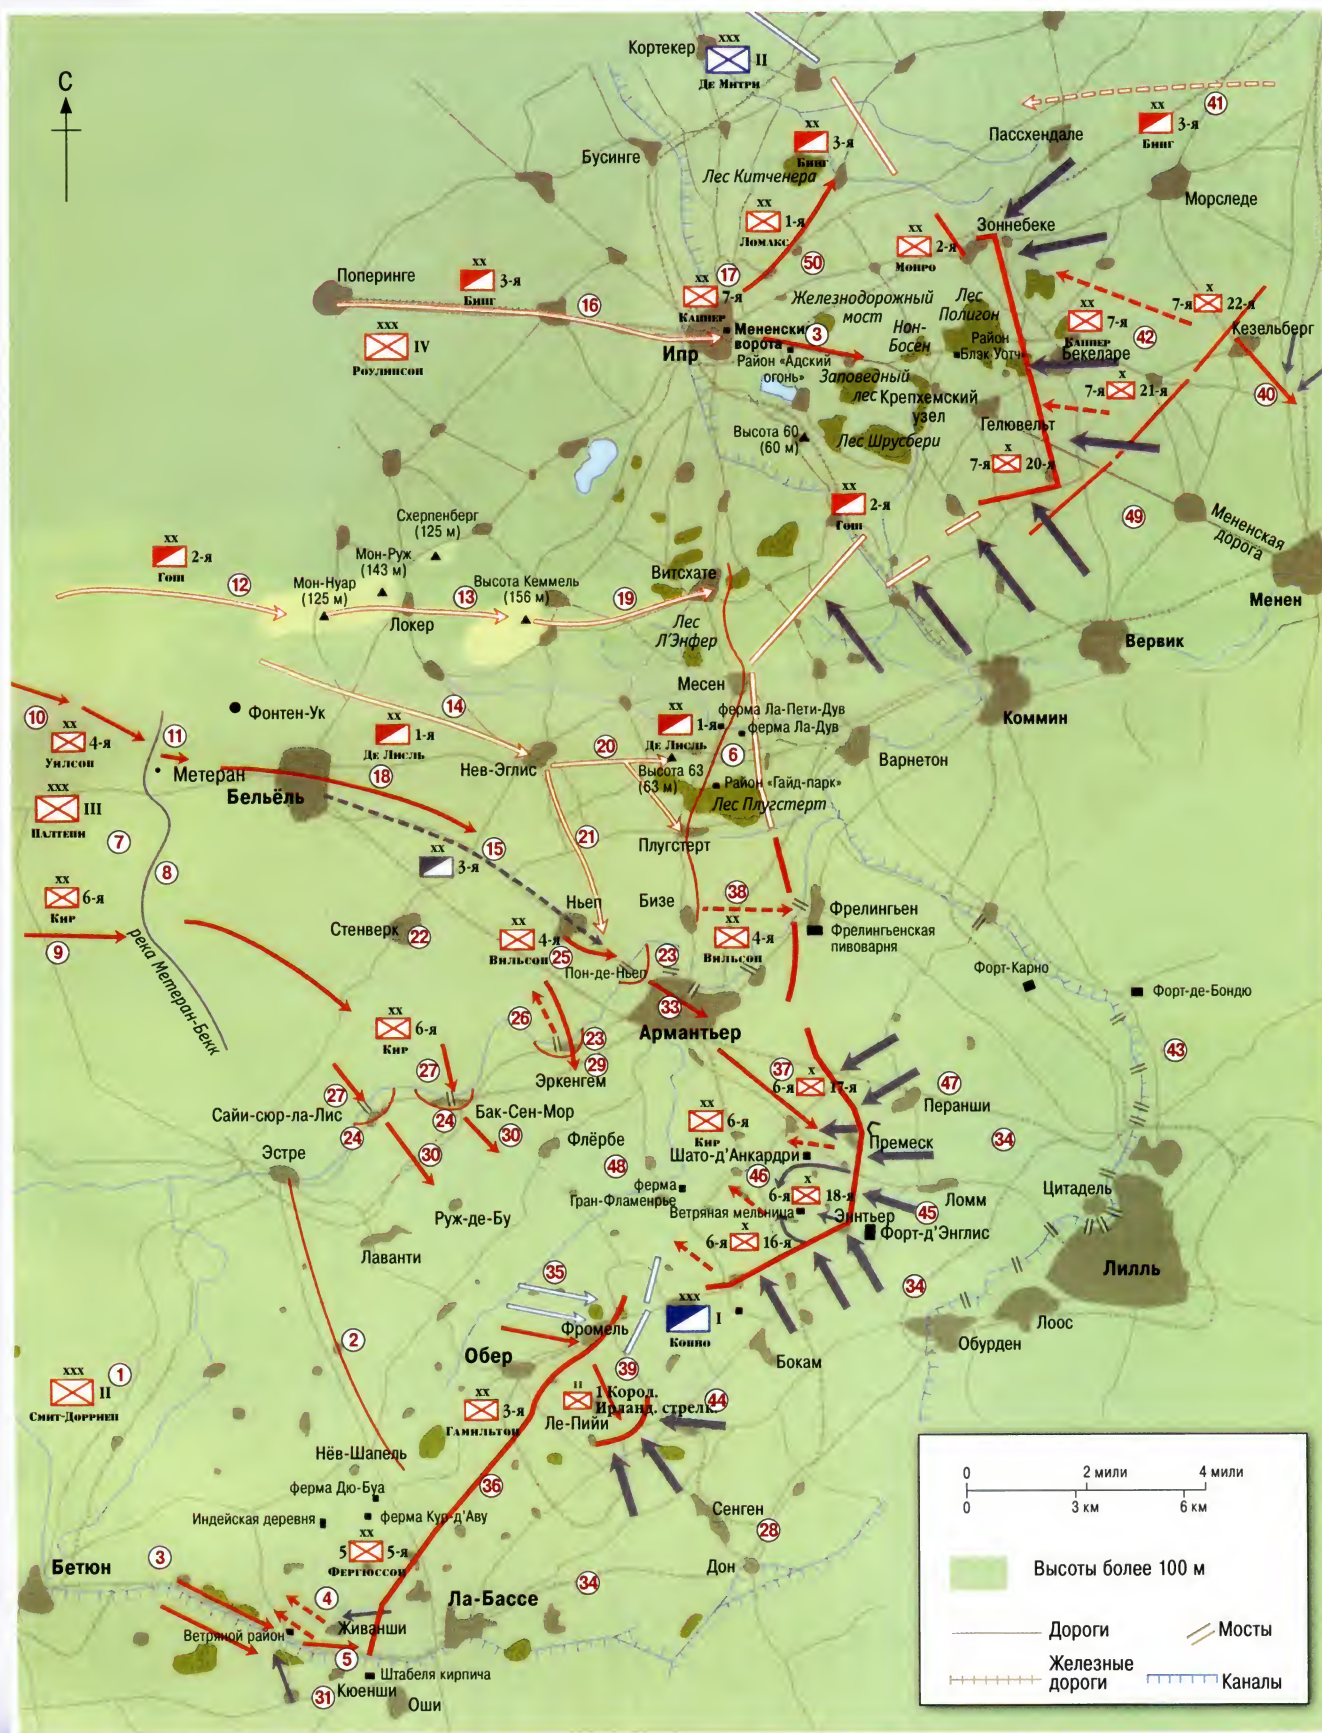 С
Кортекер
xxx
II
Де Митри
41
Пассхендале
xx
3-я
Бинг
Бусинге
xx
3-я
Бинг
Лес Китченера
Морследе
xx
1-я
Ломакс
Зоннебеке
xx
2-я
Монро
50
17
Поперинге
xx
3-я
Бинг
16
xx
7-я
Каппер
Железнодорожный
мост
Лес
Полигон
x
7-я
22-я
Кезельберг
Мененски
ворота
3
Нон-
Босен
xx
7-я
Каппер
42
xxx
IV
Роулинсон
Ипр
Район «Адский
огонь»
Район
«Блэк Уотч»
Бекеларе
Заповедный
лес
Крепхемский
узел
x
7-я
21-я
40
Гелювельт
Высота 60
(60 м)
Лес Шрусбери
x
7-я
20-я
xx
2-я
Гош
49
Мененская
дорога
Менен
Схерпенберг
(125 м)
xx
2-я
Гош
Мон-Руж
(143 м)
12
Мон-Нуар
(125 м)
13
Высота Кеммель
(156 м)
19
Витсхате
Локер
Лес
Л'Энфер
Вервик
Месен
Коммин
10
11
Фонтен-Ук
14
xx
1-я
Де Лисль
xx
1-я
Де Лисль
ферма Ла-Пети-Дув
ферма Ла-Дув
6
xx
4-я
Уилсон
Метеран
18
Нев-Эглис
20
Высота 63
(63 м)
Варнетон
Бельёль
Район «Гайд-парк»
Лес Плугстерт
xxx
III
Палтени
7
8
21
Плугстерт
15
xx
3-я
xx
6-я
Кир
9
река Метеран-Бекк
Стенверк
22
Ньеп
Бизе
38
Фрелингьен
Фрелингьенская
пивоварня
xx
4-я
Вильсон
25
xx
4-я
Вильсон
Пон-де-Ньеп
23
Форт-Карно
Форт-де-Бондю
33
Армантьер
xx
6-я
Кир
26
23
29
Эркенгем
43
27
27
37
x
6-я
17-я
47
Перанши
Сайи-сюр-ла-Лис
24
24
Бак-Сен-Мор
30
30
xx
6-я
Кир
Премеск
34
Эстре
Флёрбе
48
Шато-д'Анкардри
46
ферма
Гран-Фламенрье
x
6-я
18-я
Ломм
45
Цитадель
Руж-де-Бу
Ветряная мельница
Эннтьер
Форт-д'Энглис
Лаванти
x
6-я
16-я
Лилль
35
34
xxx
I
Конно
Лоос
Обурден
2
Фромель
Обер
Бокам
39
xxx
II
Смит-Дорриен
1
xx
3-я
Гамильтон
II
1 Корол.
Ирланд. стрелк.
44
Ле-Пийи
Нёв-Шапель
36
ферма Дю-Буа
ферма Кур-д'Аву
Индейская деревня
Сенген
28
xx
5
5-я
Фергюссон
Бетюн
3
Дон
4
34
Ла-Бассе
Живанши
Ветряной район
5
Штабеля кирпича
31
Кюенши
Оши
0
2 мили
4 мили
0
3 км
6 км
Высоты более 100 м
Дороги
Мосты
Железные
дороги
Каналы